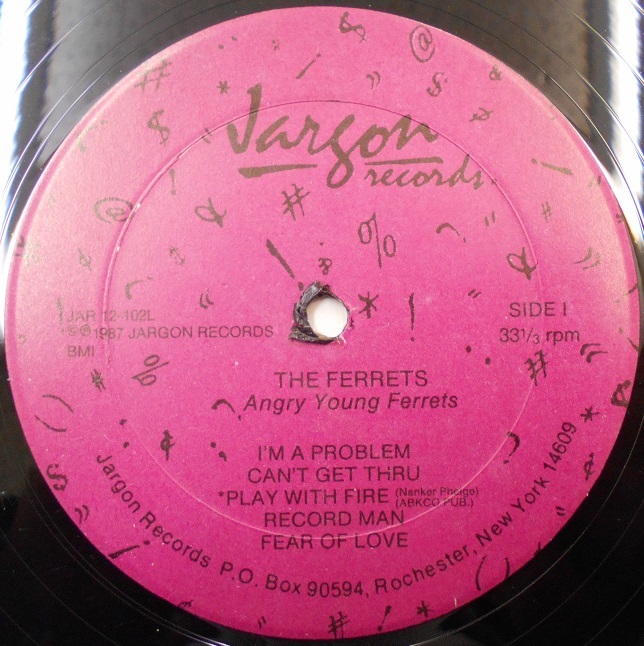 Jargon
records
JAR 12-102L
℗©1987 JARGON RECORDS
BMI
SIDE I
33 1/3 rpm
THE FERRETS
Angry Young Ferrets
I'M A PROBLEM
CAN'T GET THRU
*PLAY WITH FIRE (Nanker Phelge) (ABKCO PUB.)
RECORD MAN
FEAR OF LOVE
Jargon Records P.O. Box 90594, Rochester, New York 14609